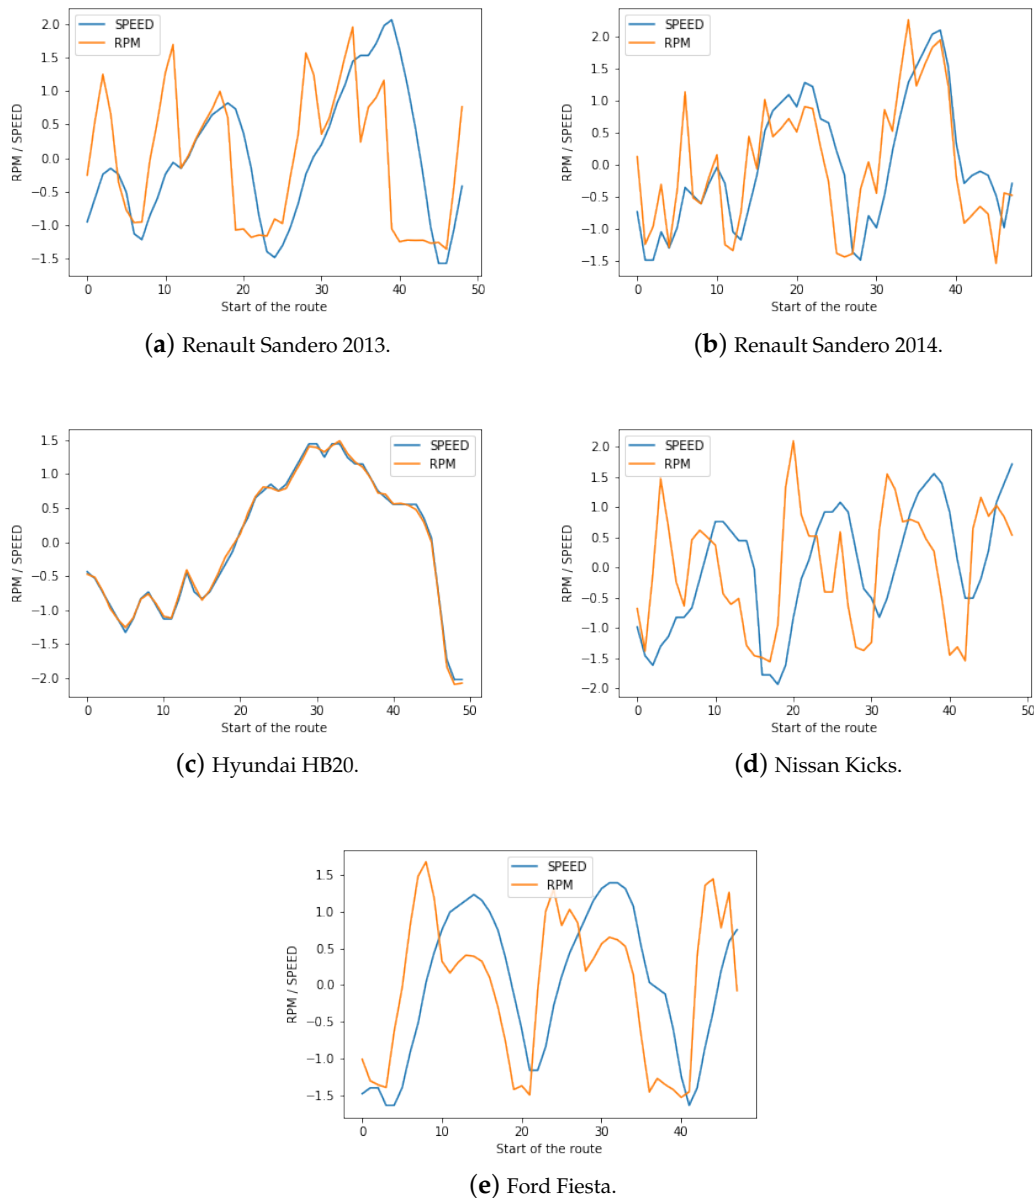 SPEED
RPM
RPM / SPEED
2.0
1.5
1.0
0.5
0.0
−0.5
−1.0
−1.5
0 10 20 30 40 50
Start of the route
(a) Renault Sandero 2013.
SPEED
RPM
RPM / SPEED
2.0
1.5
1.0
0.5
0.0
−0.5
−1.0
−1.5
0 10 20 30 40
Start of the route
(b) Renault Sandero 2014.
SPEED
RPM
RPM / SPEED
1.5
1.0
0.5
0.0
−0.5
−1.0
−1.5
−2.0
0 10 20 30 40 50
Start of the route
(c) Hyundai HB20.
SPEED
RPM
RPM / SPEED
2.0
1.5
1.0
0.5
0.0
−0.5
−1.0
−1.5
−2.0
0 10 20 30 40 50
Start of the route
(d) Nissan Kicks.
SPEED
RPM
RPM / SPEED
1.5
1.0
0.5
0.0
−0.5
−1.0
−1.5
0 10 20 30 40
Start of the route
(e) Ford Fiesta.